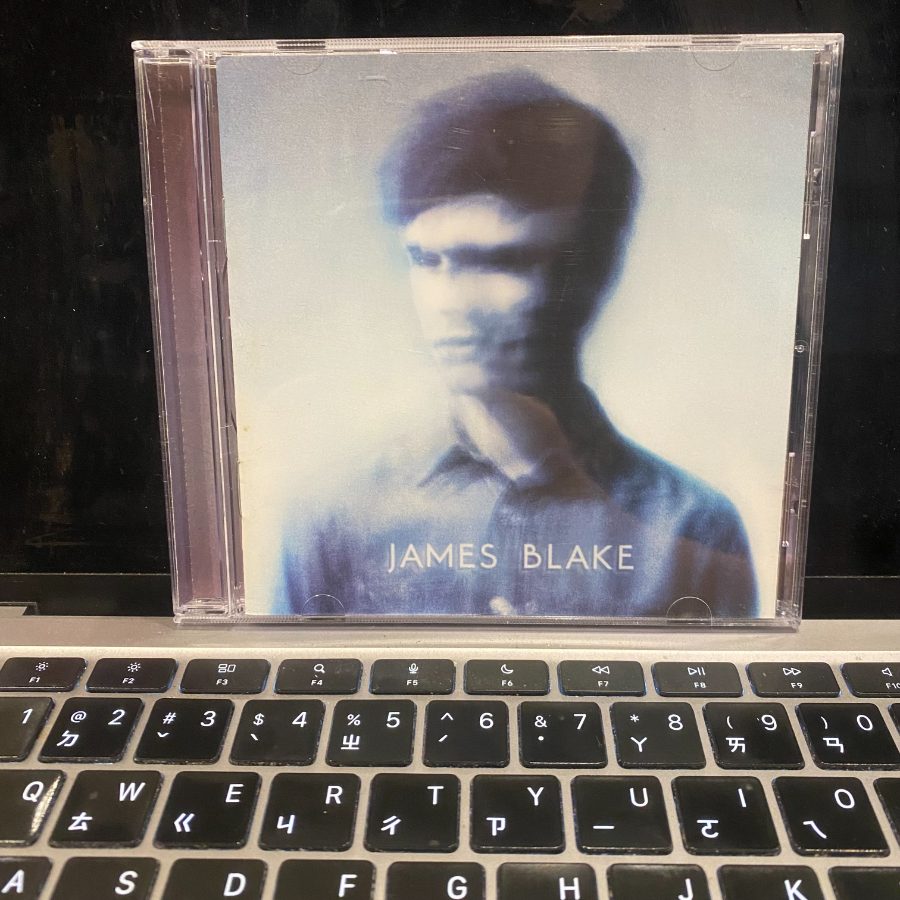 JAMES BLAKE
F1 F2 F3 F4 F5 F6 F7 F8 F9 F10
1 @ 2 # 3 $ 4 % 5 ^ 6 & 7 * 8 ( 9 ) 0
ㄉ ˇ ˋ ㄓ ˊ ˙ ㄚ ㄞ ㄢ
Q W E R T Y U I O
ㄊ ㄍ ㄐ ㄔ ㄗ ㄧ ㄛ ㄟ
A S D F G H J K